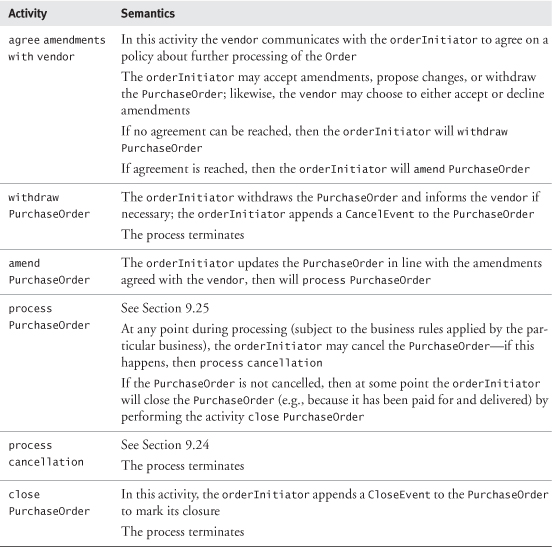 Activity Semantics
agree amendments In this activity the vendor communicates with the orderInitiator to agree on a
with vendor policy about further processing of the Order
The orderInitiator may accept amendments, propose changes, or withdraw
the PurchaseOrder; likewise, the vendor may choose to either accept or decline
amendments
If no agreement can be reached, then the orderInitiator will withdraw
PurchaseOrder
If agreement is reached, then the orderInitiator will amend PurchaseOrder
withdraw The orderInitiator withdraws the PurchaseOrder and informs the vendor if
PurchaseOrder necessary; the orderInitiator appends a CancelEvent to the PurchaseOrder
The process terminates
amend The orderInitiator updates the PurchaseOrder in line with the amendments
PurchaseOrder agreed with the vendor, then will process PurchaseOrder
process See Section 9.25
PurchaseOrder At any point during processing (subject to the business rules applied by the par-
ticular business), the orderInitiator may cancel the PurchaseOrder—if this
happens, then process cancellation
If the PurchaseOrder is not cancelled, then at some point the orderInitiator
will close the PurchaseOrder (e.g., because it has been paid for and delivered) by
performing the activity close PurchaseOrder
process See Section 9.24
cancellation The process terminates
close In this activity, the orderInitiator appends a CloseEvent to the PurchaseOrder
PurchaseOrder to mark its closure
The process terminates